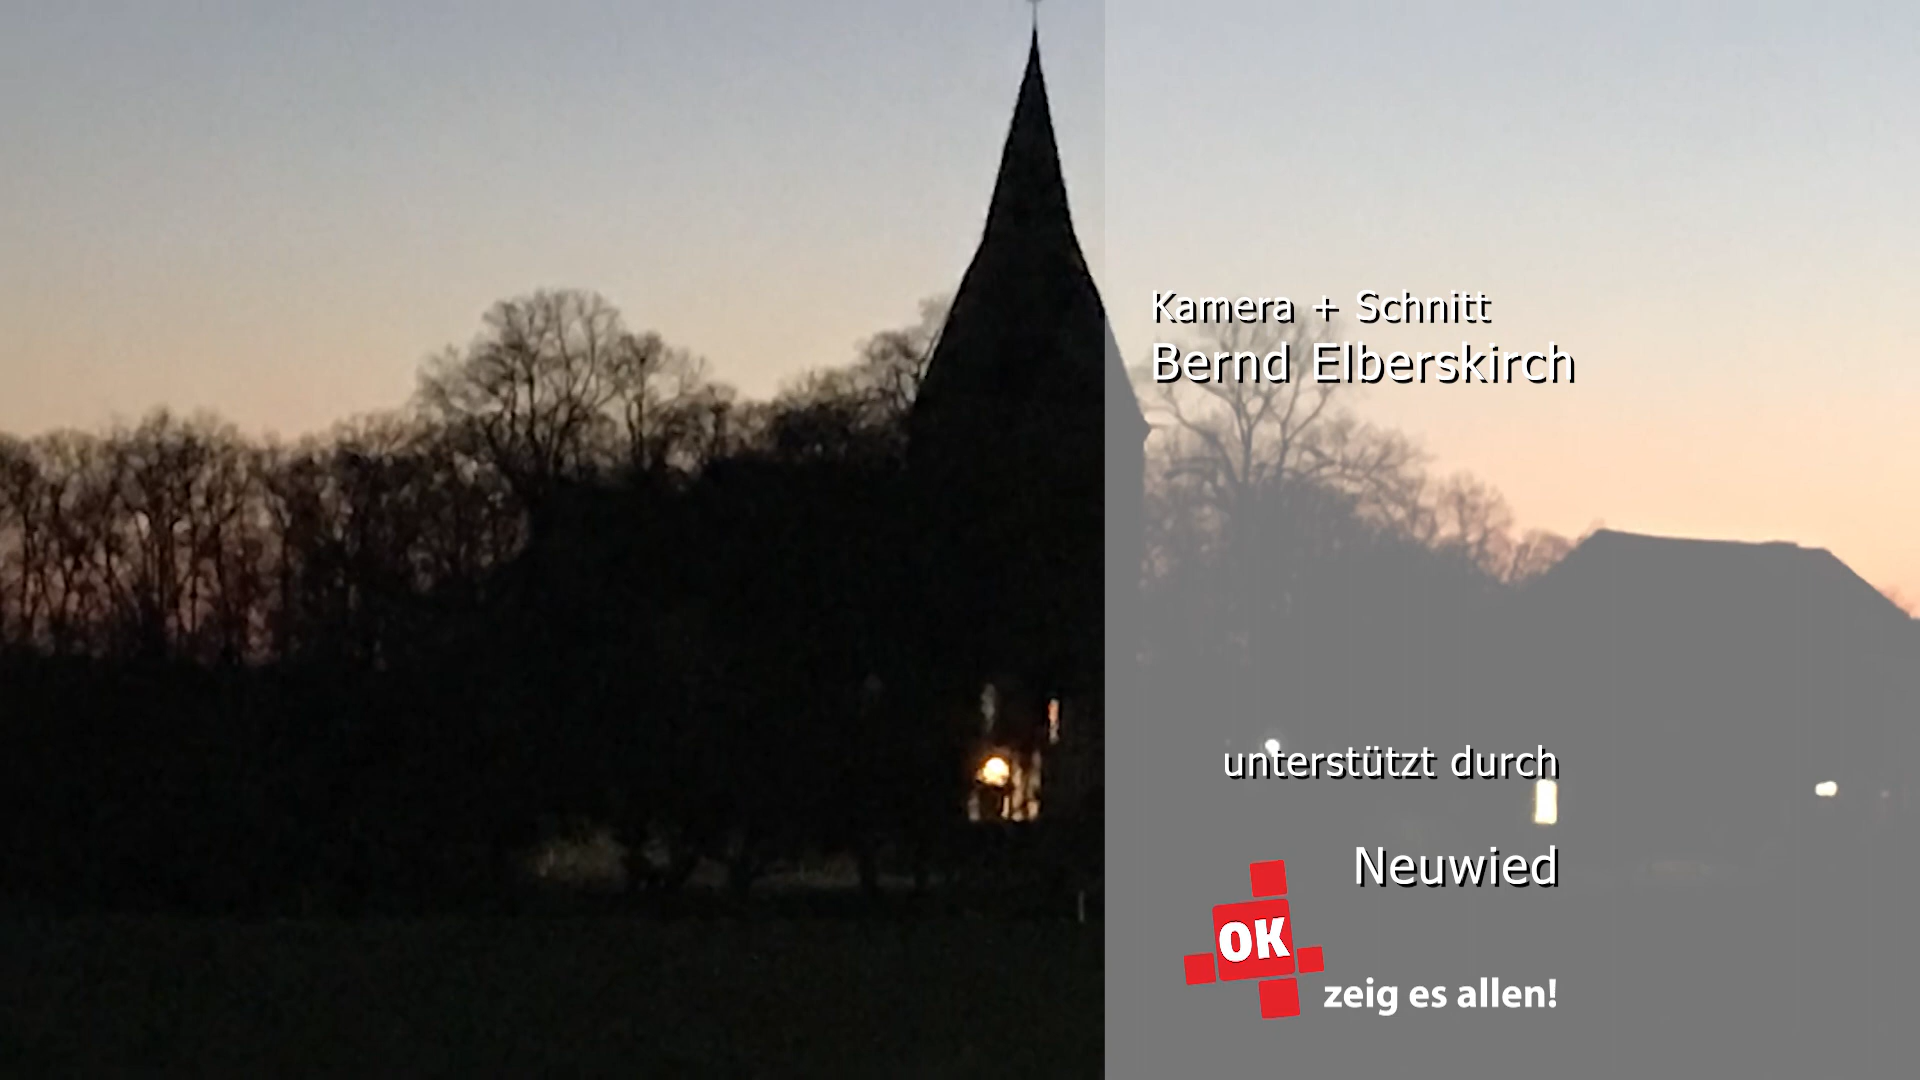 Kamera + Schnitt
Bernd Elberskirch
unterstützt durch
Neuwied
OK
zeig es allen!